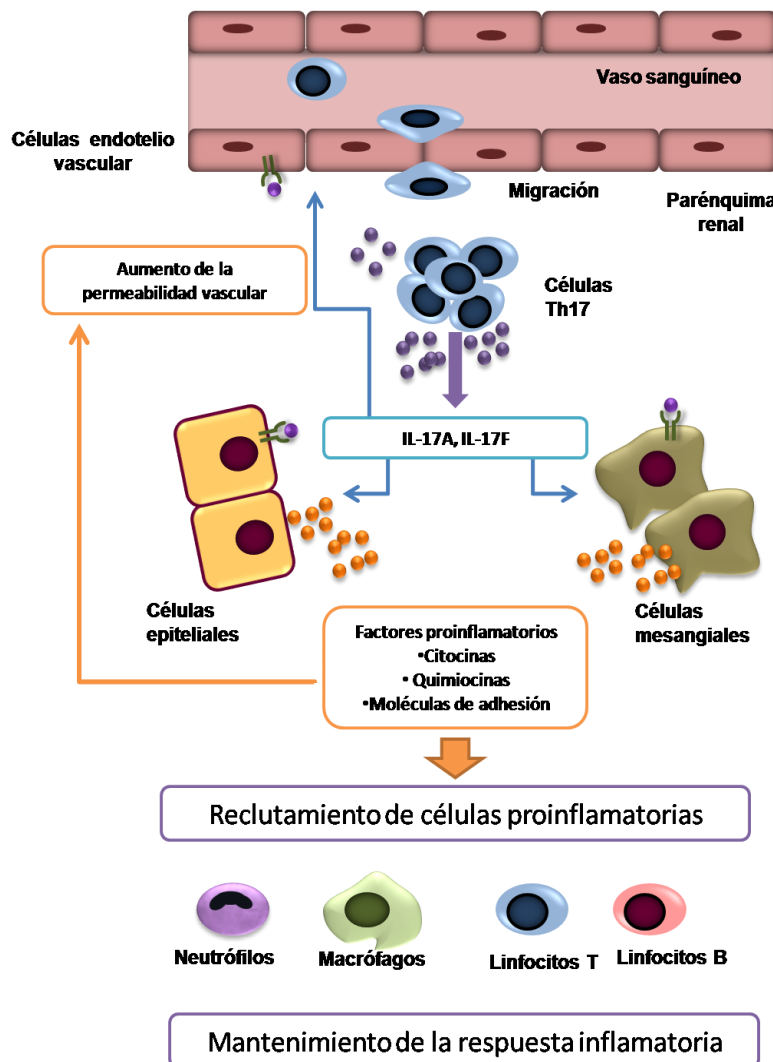 Vaso sanguíneo
Células endotelio
vascular
Migración
Parénquima
renal
Aumento de la
permeabilidad vascular
Células
Th17
IL-17A, IL-17F
Células
epiteliales
Células
mesangiales
Factores proinflamatorios
•Citocinas
• Quimiocinas
•Moléculas de adhesión
Reclutamiento de células proinflamatorias
Neutrófilos
Macrófagos
Linfocitos T
Linfocitos B
Mantenimiento de la respuesta inflamatoria